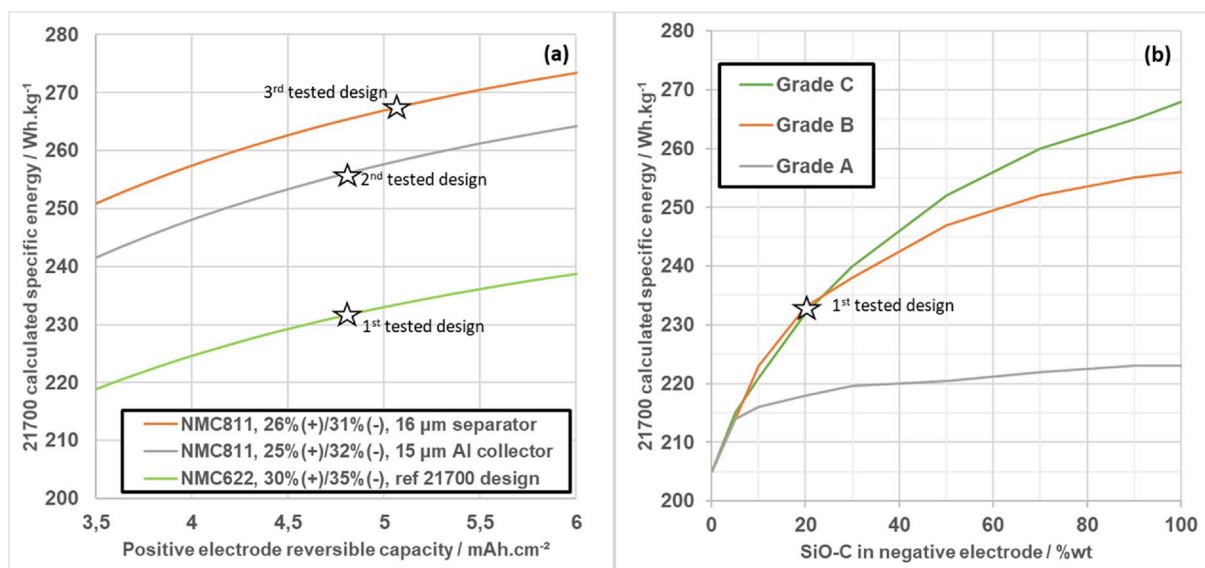 (a)
21700 calculated specific energy / Wh.kg⁻¹
280
270
260
250
240
230
220
210
200
3rd tested design
2nd tested design
1st tested design
NMC811, 26%(+)/31%(-), 16 µm separator
NMC811, 25%(+)/32%(-), 15 µm Al collector
NMC622, 30%(+)/35%(-), ref 21700 design
3,5 4 4,5 5 5,5 6
Positive electrode reversible capacity / mAh.cm⁻²
(b)
21700 calculated specific energy / Wh.kg⁻¹
280
270
260
250
240
230
220
210
200
Grade C
Grade B
Grade A
1st tested design
0 20 40 60 80 100
SiO-C in negative electrode / %wt